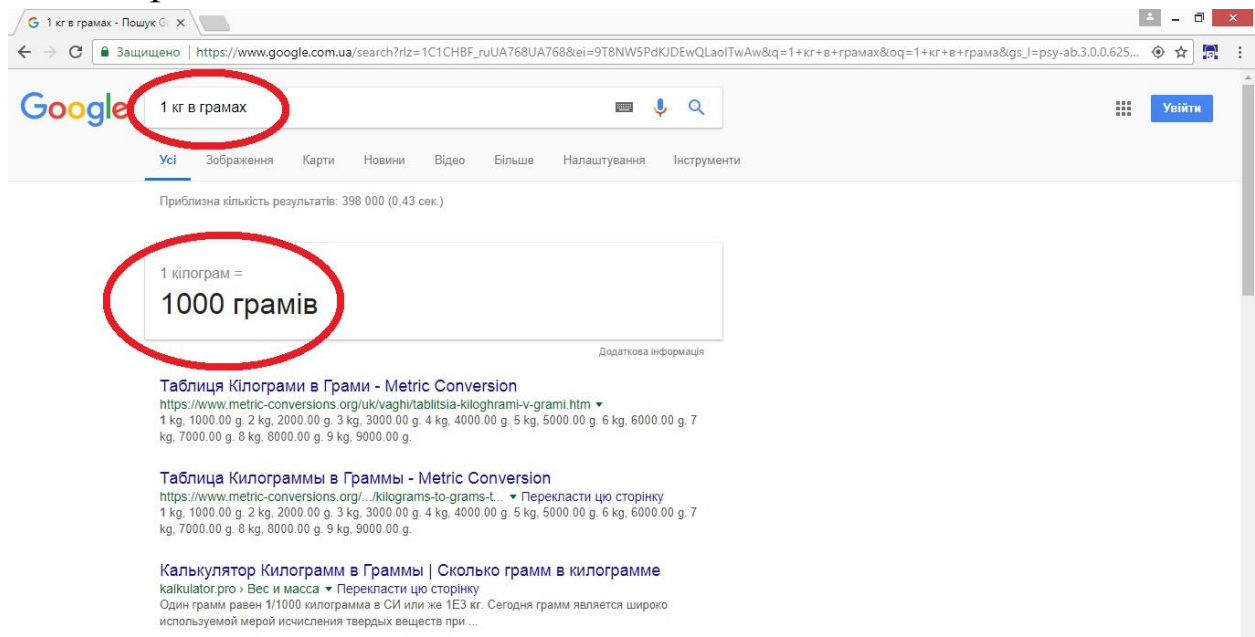 1 кг в грамах - Пошук G
Защищено | https://www.google.com.ua/search?rlz=1C1CHBF_ruUA768UA768&ei=9T8NW5PdKJDEwQLaoITwAw&q=1+кг+в+грамах&oq=1+кг+в+грама&gs_l=psy-ab.3.0.0.625...
Google 1 кг в грамах Увійти
Усі Зображення Карти Новини Відео Більше Налаштування Інструменти
Приблизна кількість результатів: 398 000 (0,43 сек.)
1 кілограм =
1000 грамів
Додаткова інформація
Таблиця Кілограми в Грами - Metric Conversion
https://www.metric-conversions.org/uk/vaghi/tablitsia-kiloghrami-v-grami.htm
1 kg, 1000.00 g. 2 kg, 2000.00 g. 3 kg, 3000.00 g. 4 kg, 4000.00 g. 5 kg, 5000.00 g. 6 kg, 6000.00 g. 7
kg, 7000.00 g. 8 kg, 8000.00 g. 9 kg, 9000.00 g.
Таблица Килограммы в Граммы - Metric Conversion
https://www.metric-conversions.org/.../kilograms-to-grams-t... Перекласти цю сторінку
1 kg, 1000.00 g. 2 kg, 2000.00 g. 3 kg, 3000.00 g. 4 kg, 4000.00 g. 5 kg, 5000.00 g. 6 kg, 6000.00 g. 7
kg, 7000.00 g. 8 kg, 8000.00 g. 9 kg, 9000.00 g.
Калькулятор Килограмм в Граммы | Сколько грамм в килограмме
kalkulator.pro › Вес и масса Перекласти цю сторінку
Один грамм равен 1/1000 килограмма в СИ или же 1Е3 кг. Сегодня грамм является широко
используемой мерой исчисления твердых веществ при ...